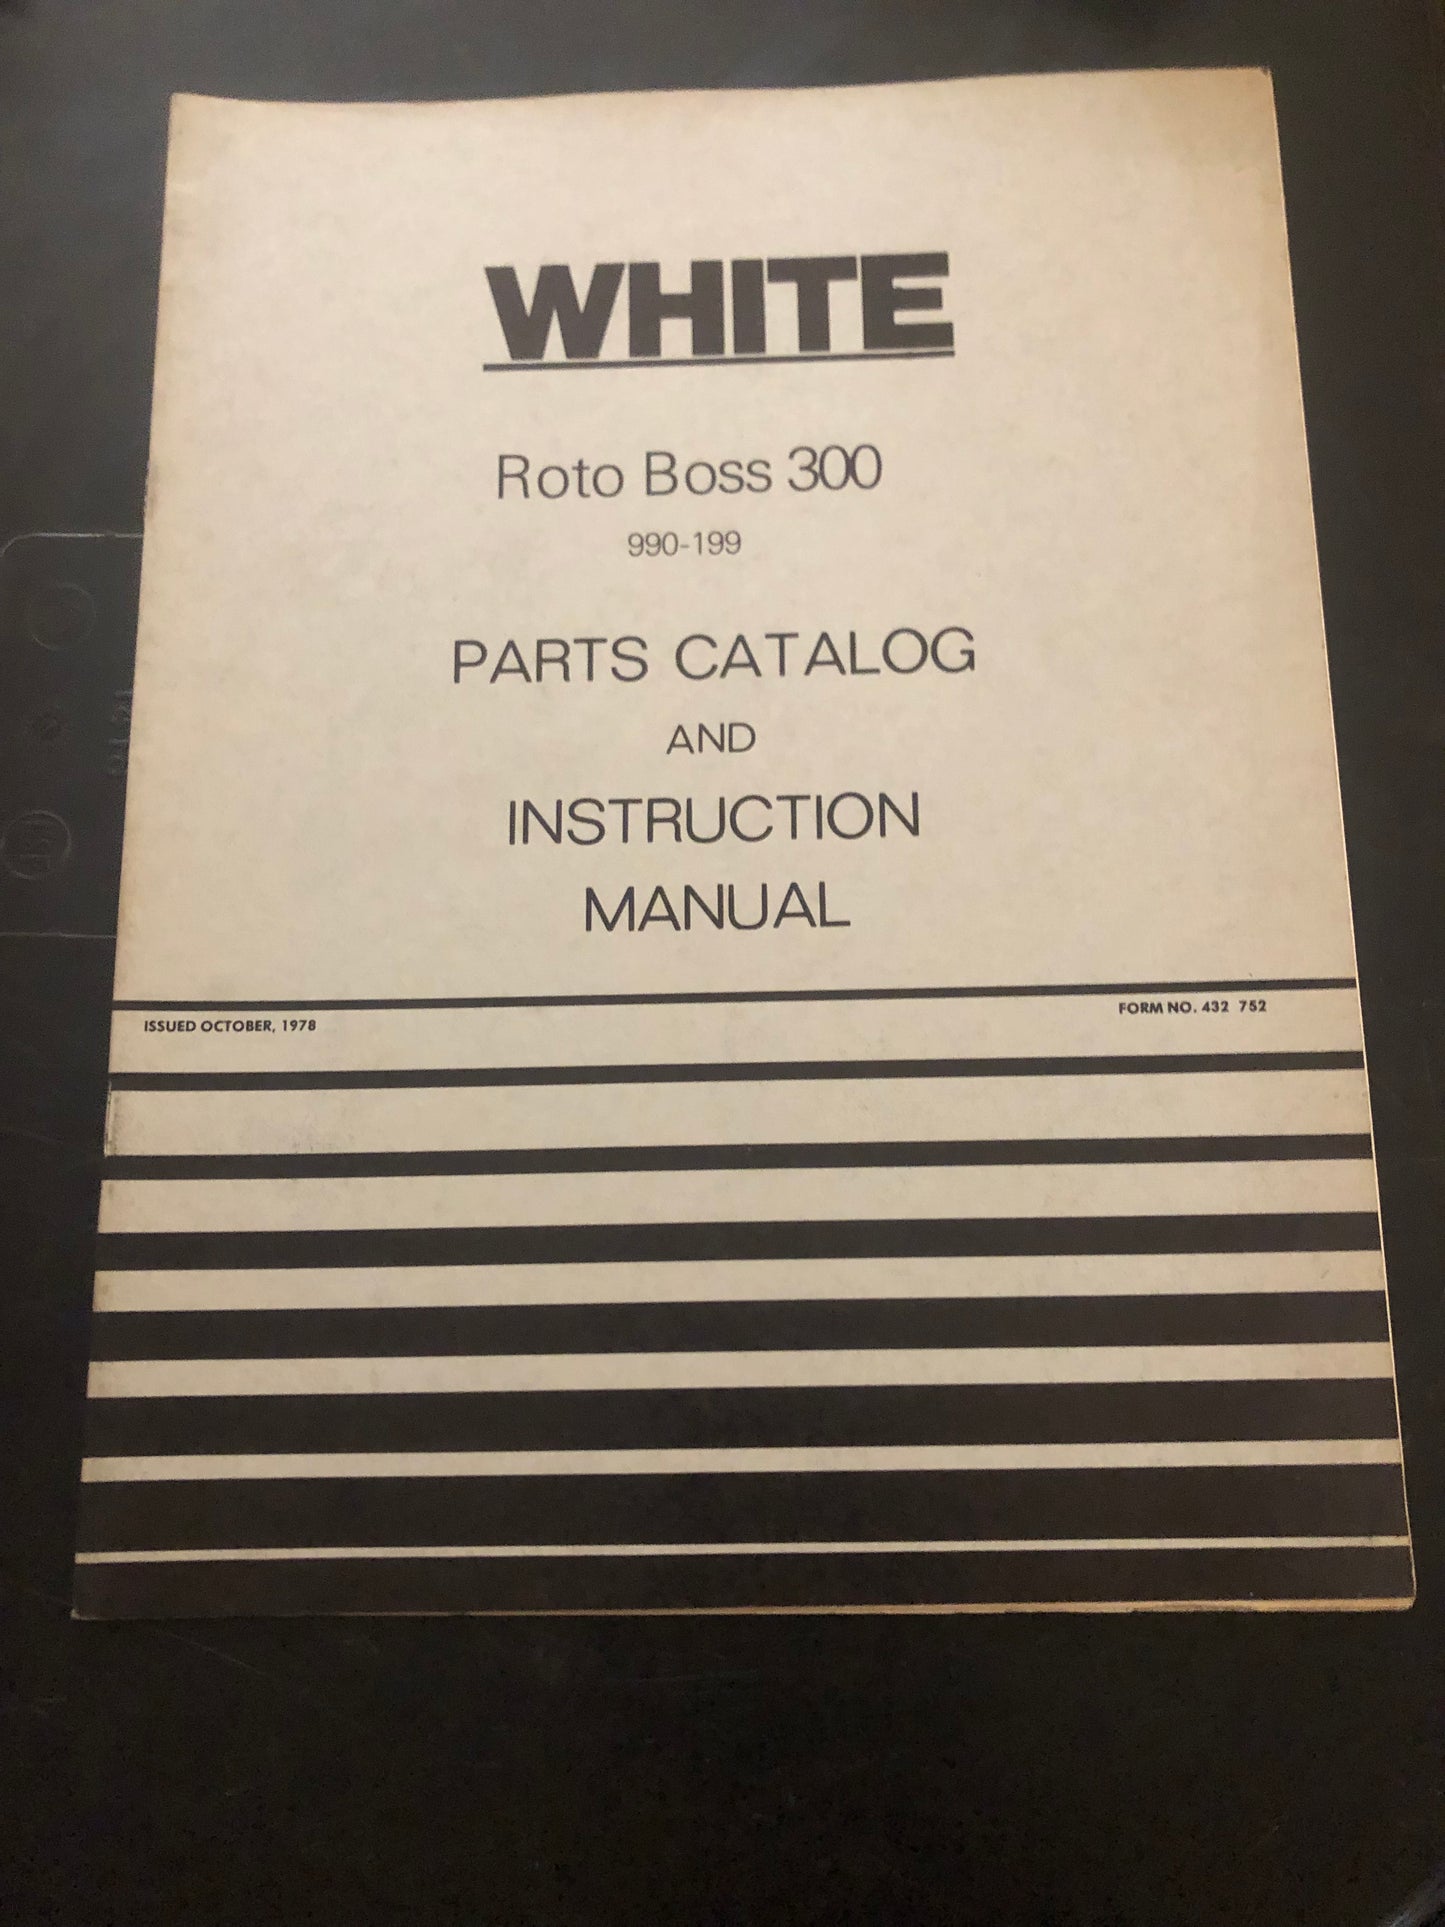 WHITE
Roto Boss 300
990-199
PARTS CATALOG
AND
INSTRUCTION
MANUAL
ISSUED OCTOBER, 1978
FORM NO. 432 752